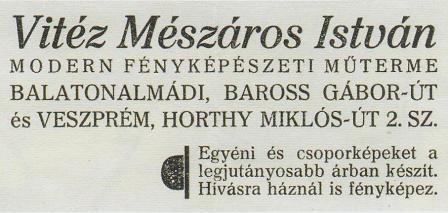 Vitéz Mészáros István
MODERN FÉNYKÉPÉSZETI MŰTERME
BALATONALMÁDI, BAROSS GÁBOR-ÚT
és VESZPRÉM, HORTHY MIKLÓS-ÚT 2. SZ.
Egyéni és csoporképeket a
legjutányosabb árban készít.
Hívásra háznál is fényképez.